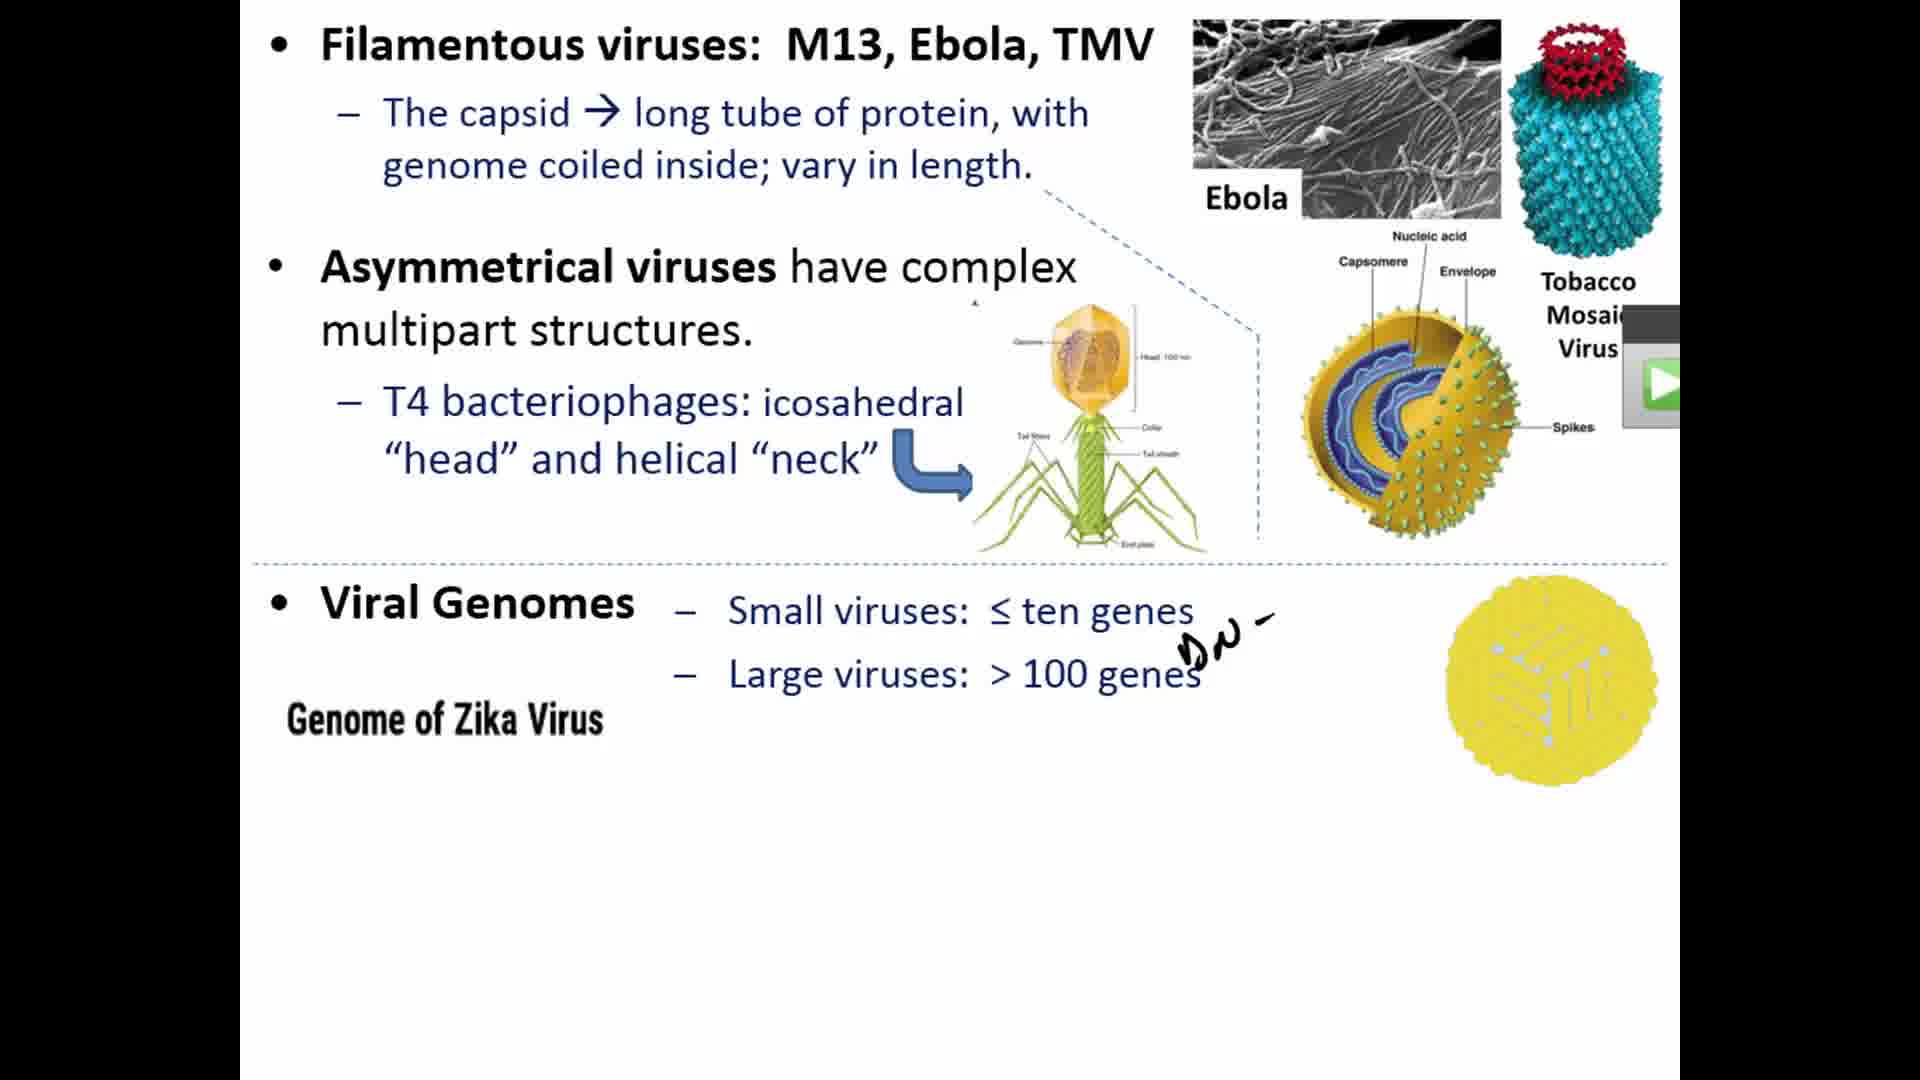 • Filamentous viruses: M13, Ebola, TMV
– The capsid → long tube of protein, with
genome coiled inside; vary in length.
Ebola
Tobacco
Mosaic
Virus
Nucleic acid
Capsomere
Envelope
Spikes
• Asymmetrical viruses have complex
multipart structures.
– T4 bacteriophages: icosahedral
“head” and helical “neck”
Genome
Head: 100 nm
Collar
Tail fibers
Tail sheath
End plate
• Viral Genomes
– Small viruses: ≤ ten genes
– Large viruses: > 100 genes
DN
Genome of Zika Virus